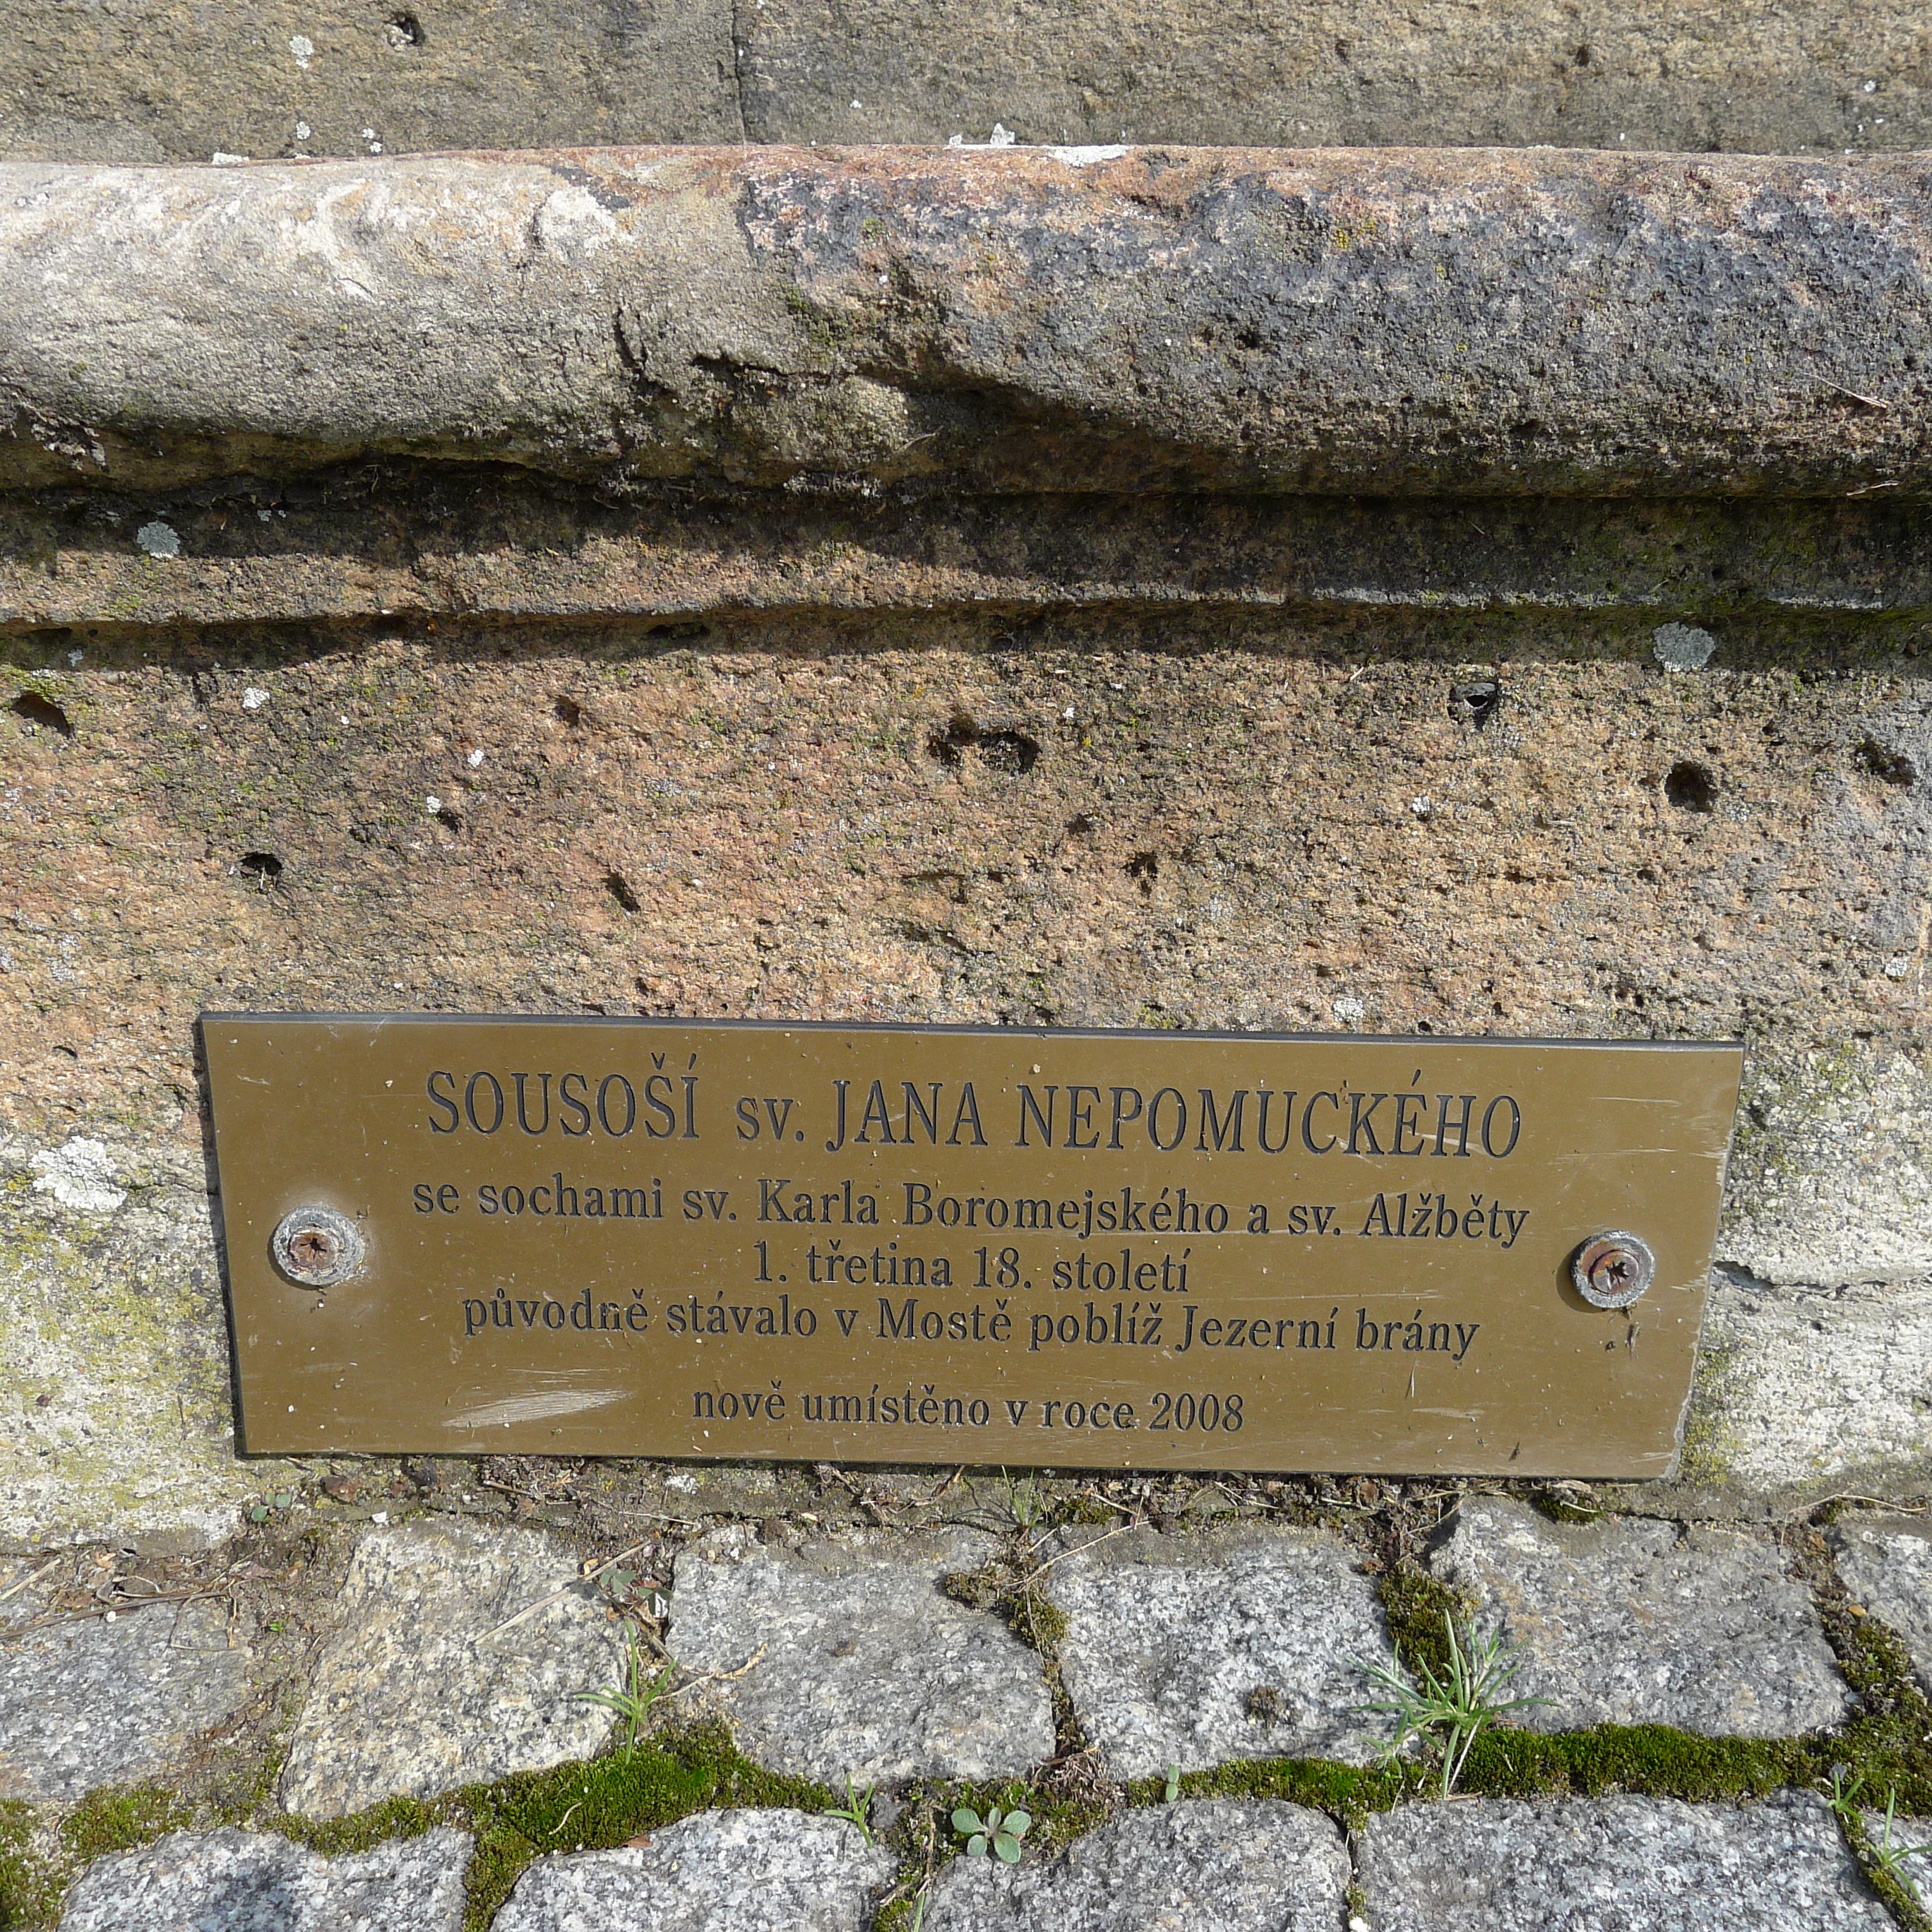 SOUSOŠÍ sv. JANA NEPOMUCKÉHO
se sochami sv. Karla Boromejského a sv. Alžběty
1. třetina 18. století
původně stávalo v Mostě poblíž Jezerní brány
nově umístěno v roce 2008